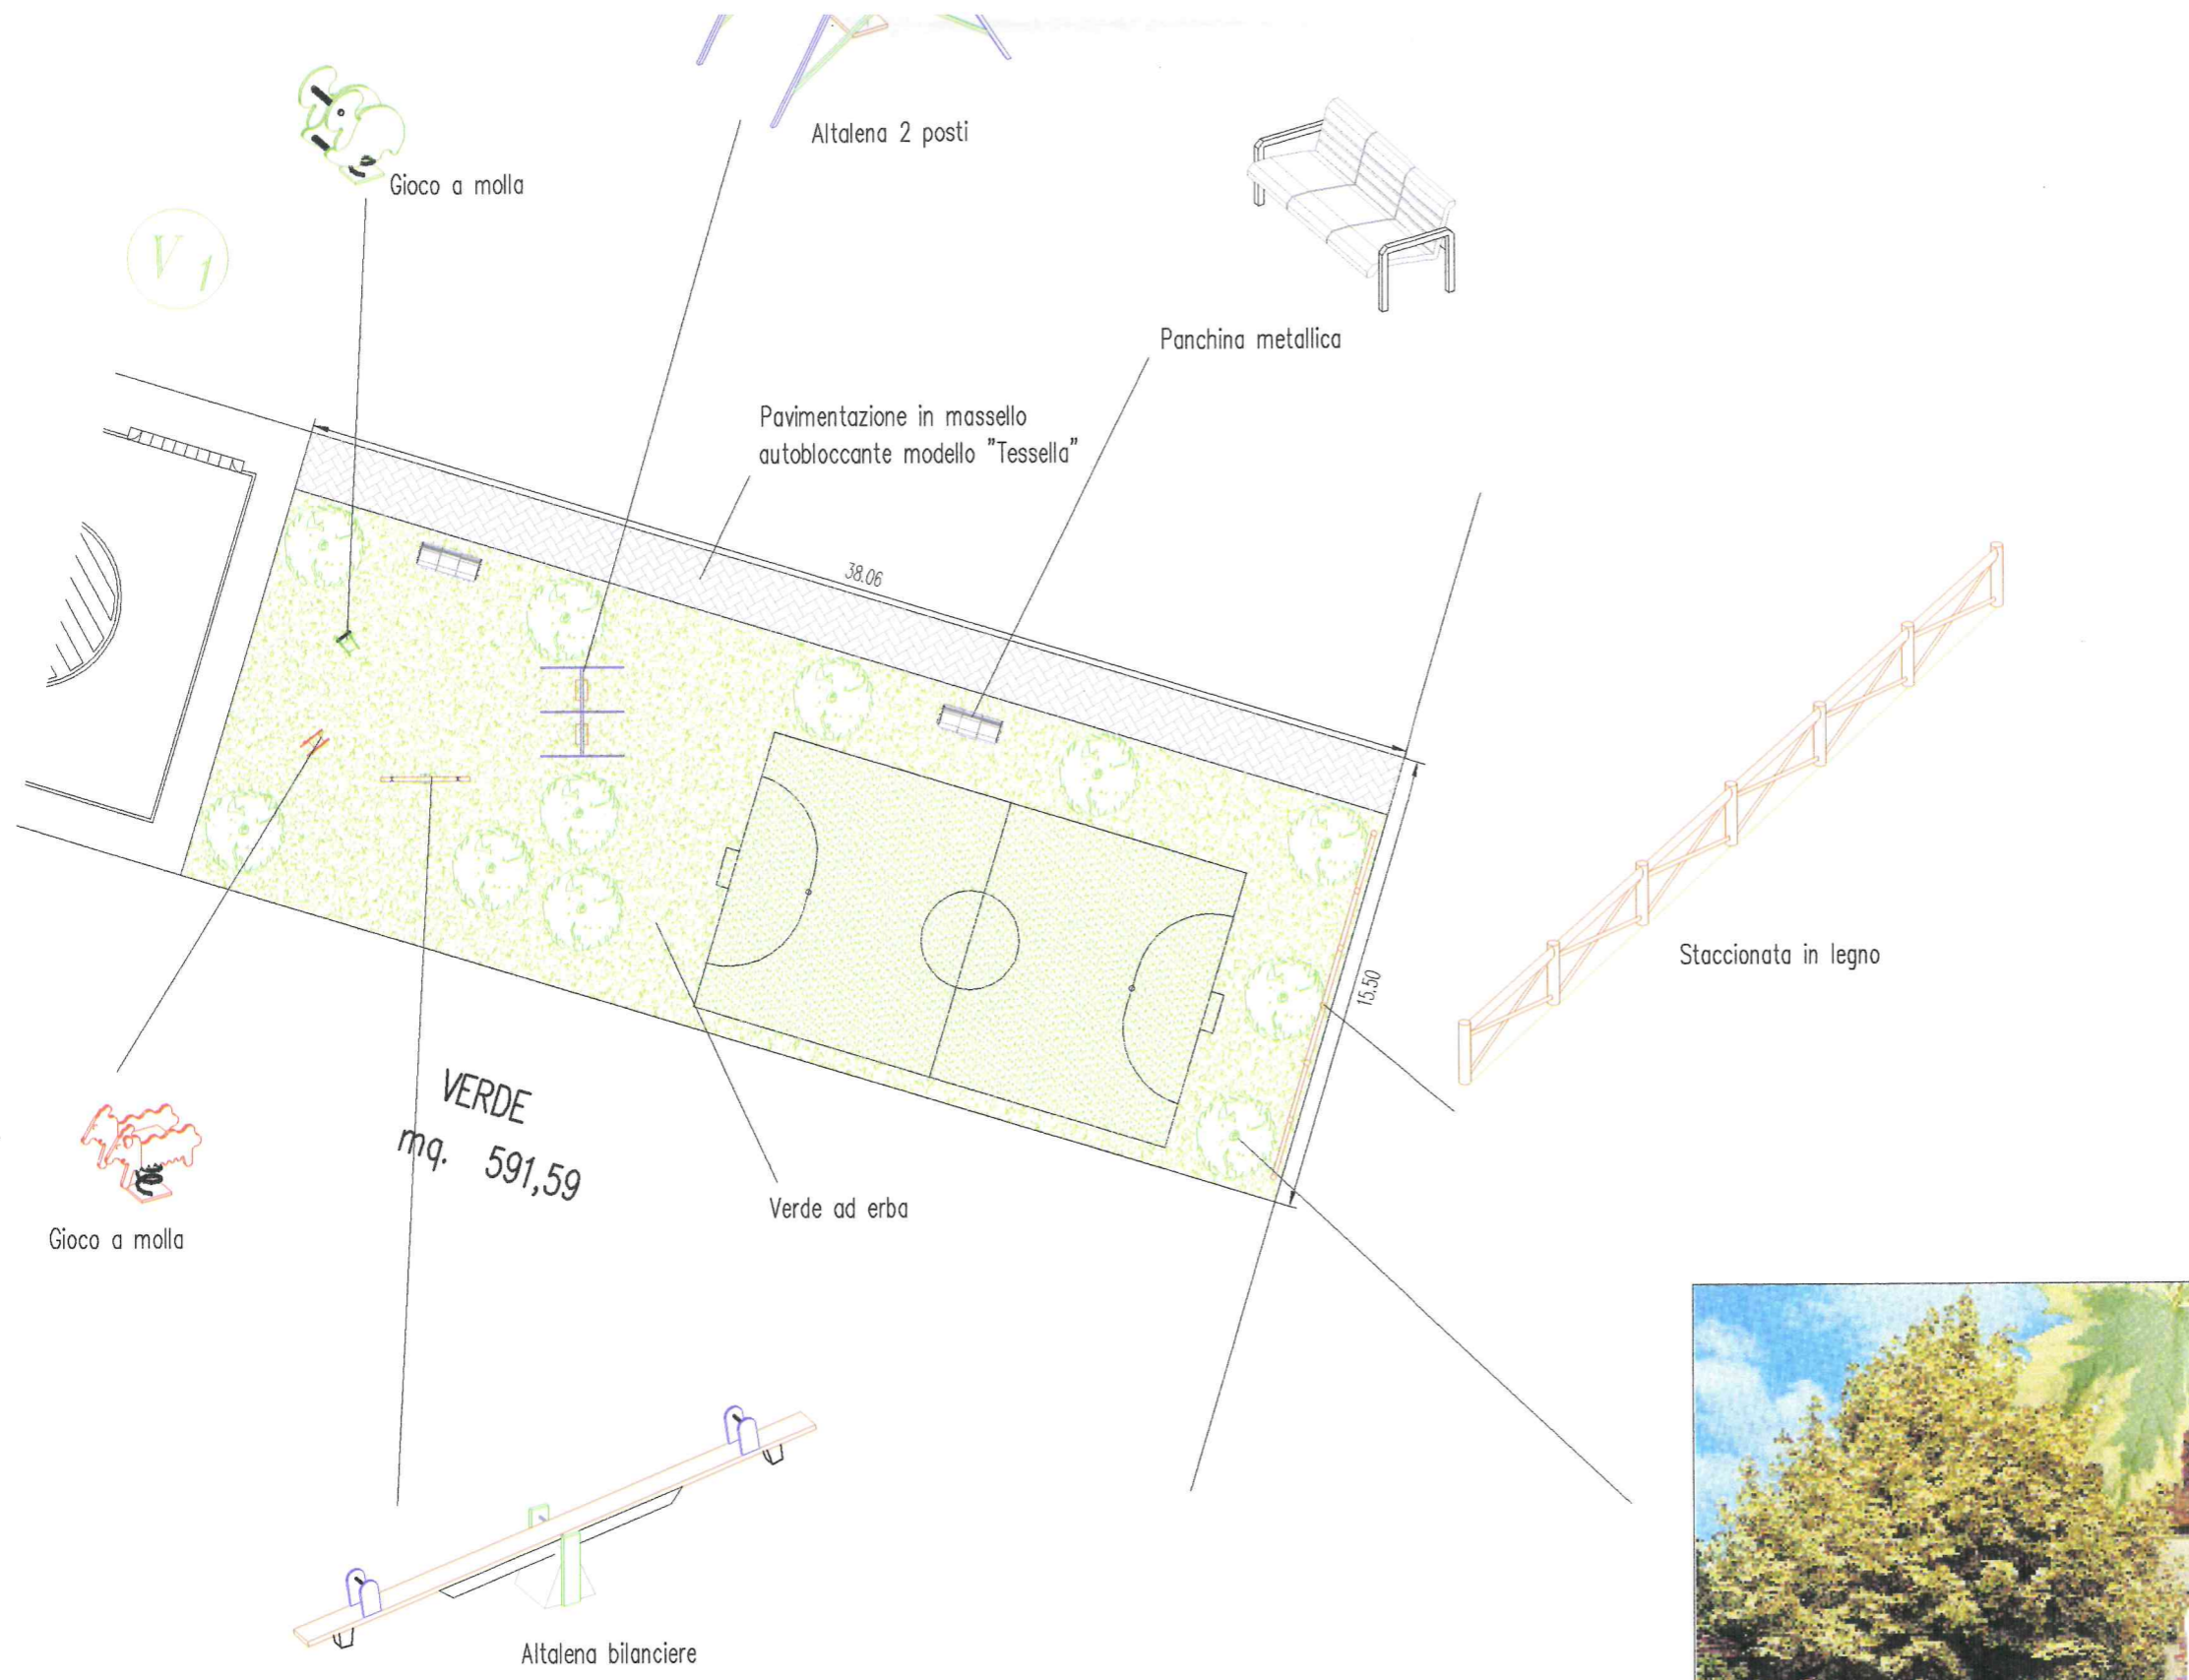 Altalena 2 posti
Gioco a molla
V 1
Panchina metallica
Pavimentazione in massello
autobloccante modello "Tessella"
38.06
Staccionata in legno
15.50
VERDE
mq. 591,59
Verde ad erba
Gioco a molla
Altalena bilanciere